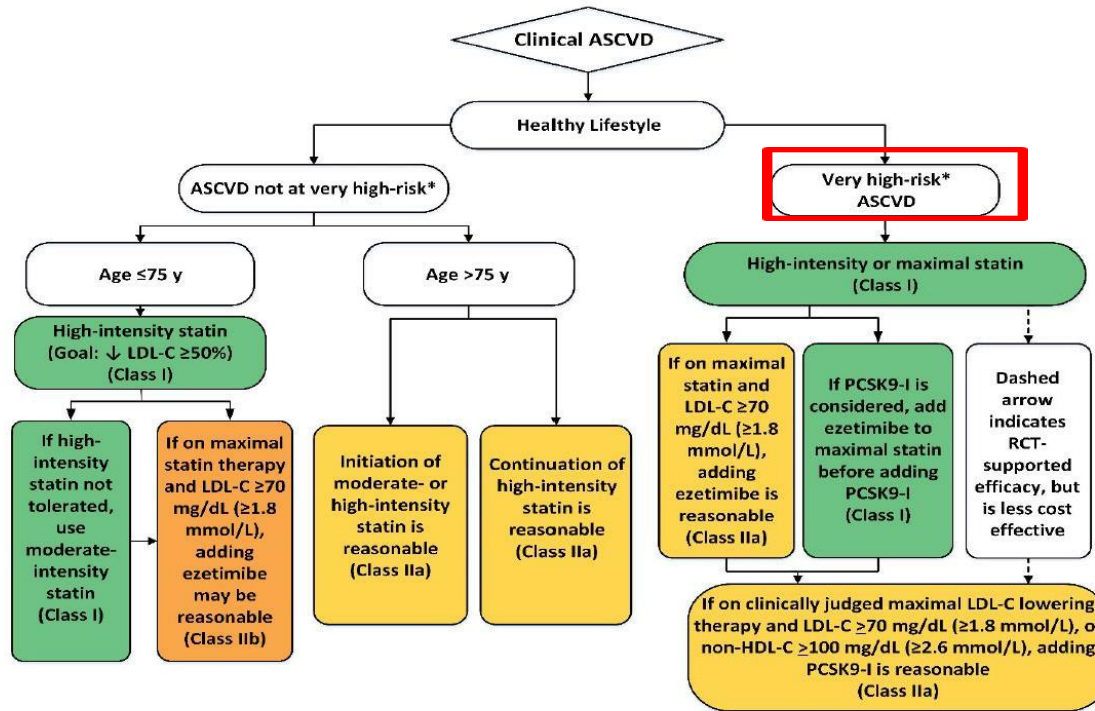 Clinical ASCVD
Healthy Lifestyle
ASCVD not at very high-risk*
Very high-risk*
ASCVD
Age ≤75 y
Age >75 y
High-intensity or maximal statin
(Class I)
High-intensity statin
(Goal: ↓ LDL-C ≥50%)
(Class I)
If high-
intensity
statin not
tolerated,
use
moderate-
intensity
statin
(Class I)
If on maximal
statin therapy
and LDL-C ≥70
mg/dL (≥1.8
mmol/L),
adding
ezetimibe may
be reasonable
(Class IIb)
Initiation of
moderate- or
high-intensity
statin is
reasonable
(Class IIa)
Continuation of
high-intensity
statin is
reasonable
(Class IIa)
If on maximal
statin and
LDL-C ≥70
mg/dL (≥1.8
mmol/L),
adding
ezetimibe is
reasonable
(Class IIa)
If PCSK9-I is
considered, add
ezetimibe to
maximal statin
before adding
PCSK9-I
(Class I)
Dashed
arrow
indicates
RCT-
supported
efficacy, but
is less cost
effective
If on clinically judged maximal LDL-C lowering
therapy and LDL-C ≥70 mg/dL (≥1.8 mmol/L), o
non-HDL-C ≥100 mg/dL (≥2.6 mmol/L), adding
PCSK9-I is reasonable
(Class IIa)